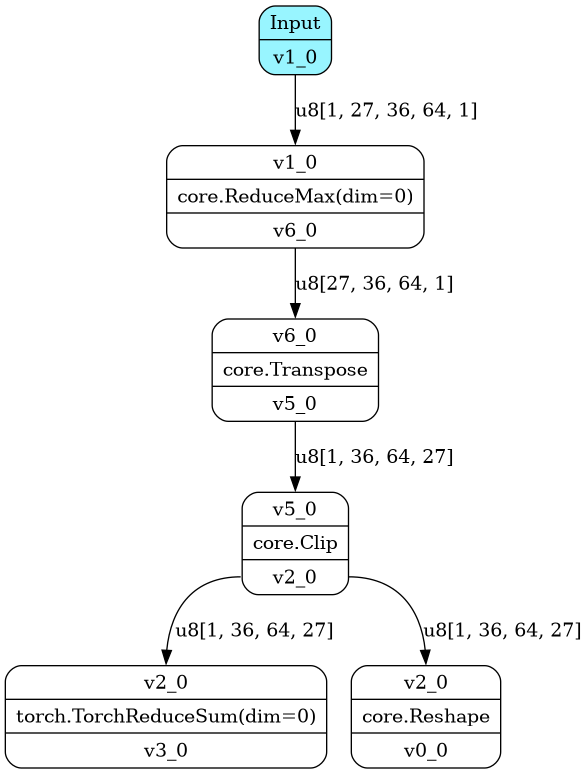 Input
v1_0
u8[1, 27, 36, 64, 1]
v1_0
core.ReduceMax(dim=0)
v6_0
u8[27, 36, 64, 1]
v6_0
core.Transpose
v5_0
u8[1, 36, 64, 27]
v5_0
core.Clip
v2_0
u8[1, 36, 64, 27]
u8[1, 36, 64, 27]
v2_0
torch.TorchReduceSum(dim=0)
v3_0
v2_0
core.Reshape
v0_0